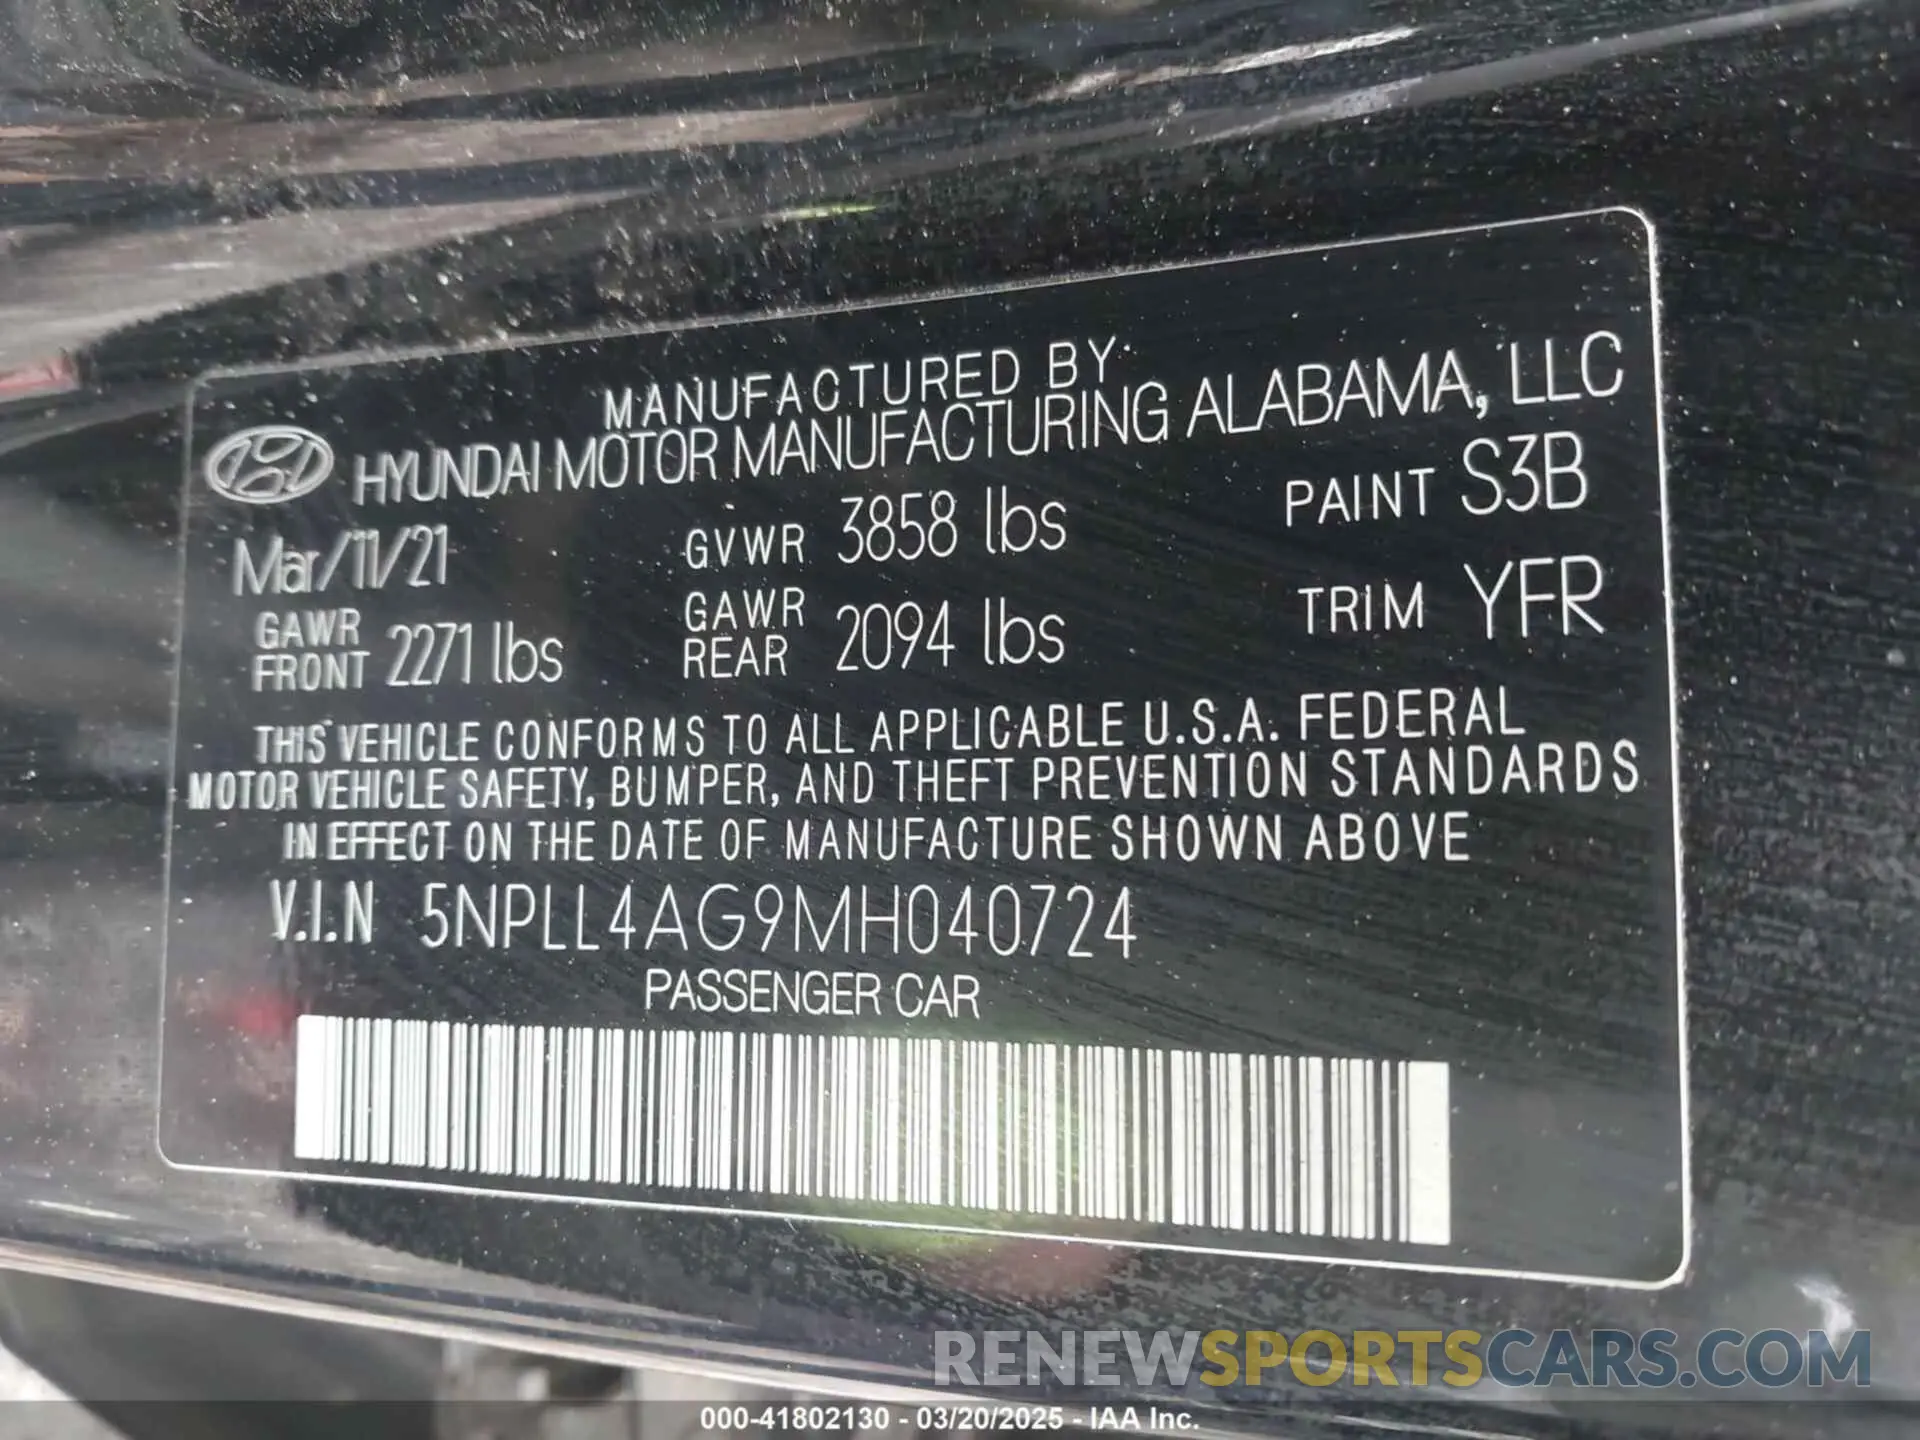 MANUFACTURED BY
HYUNDAI MOTOR MANUFACTURING ALABAMA, LLC
Mar/11/21 GVWR 3858 lbs PAINT S3B
GAWR FRONT 2271 lbs GAWR REAR 2094 lbs TRIM YFR
THIS VEHICLE CONFORMS TO ALL APPLICABLE U.S.A. FEDERAL
MOTOR VEHICLE SAFETY, BUMPER, AND THEFT PREVENTION STANDARDS
IN EFFECT ON THE DATE OF MANUFACTURE SHOWN ABOVE
V.I.N 5NPLL4AG9MH040724
PASSENGER CAR
RENEWSPORTSCARS.COM
000-41802130 - 03/20/2025 - IAA Inc.